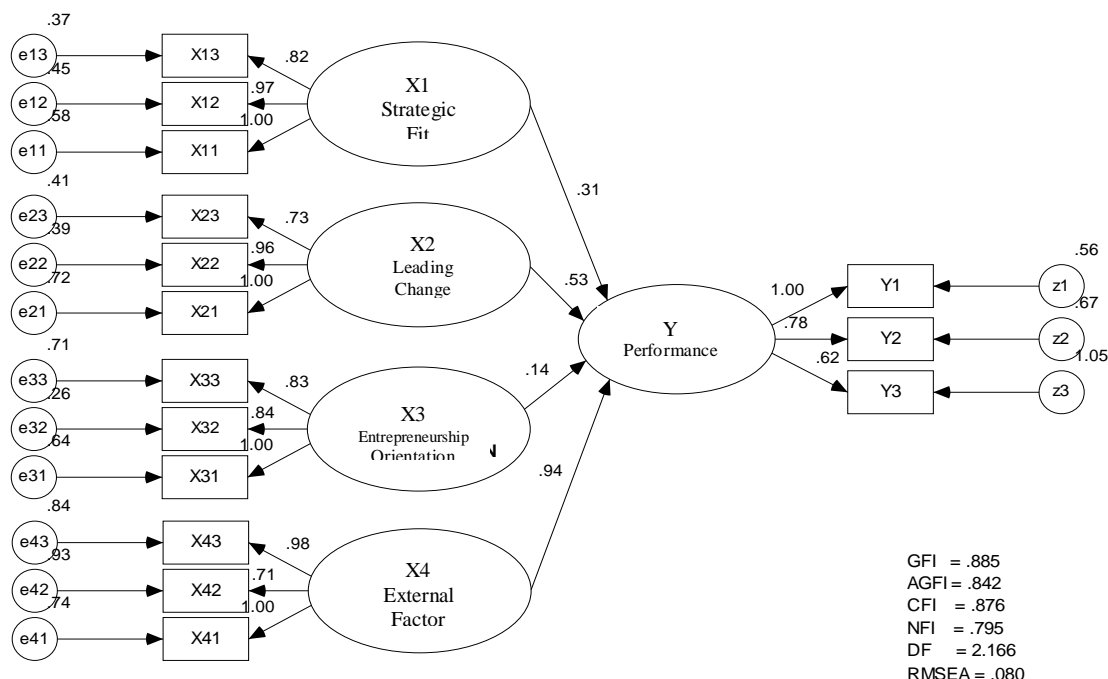 .37
e13
X13
.82
.45
e12
X12
.97
.58
e11
X11
1.00
X1
Strategic
Fit
.31
.41
e23
X23
.73
.39
e22
X22
.96
.72
e21
X21
1.00
X2
Leading
Change
.53
.71
e33
X33
.83
.26
e32
X32
.84
.64
e31
X31
1.00
X3
Entrepreneurship
Orientation N
.14
.84
e43
X43
.98
.93
e42
X42
.71
.74
e41
X41
1.00
X4
External
Factor
.94
Y
Performance
1.00
Y1
.56
z1
.78
Y2
.67
z2
.62
Y3
1.05
z3
GFI = .885
AGFI = .842
CFI = .876
NFI = .795
DF = 2.166
RMSEA = .080